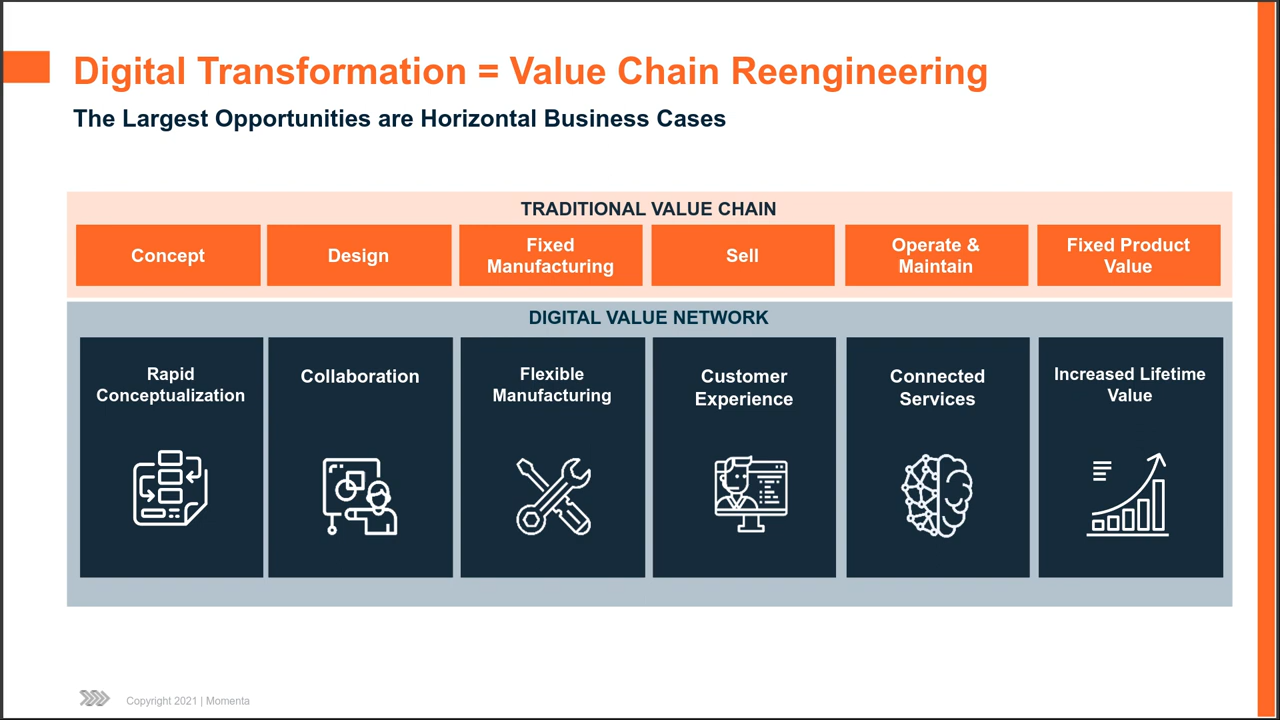 Digital Transformation = Value Chain Reengineering
The Largest Opportunities are Horizontal Business Cases
TRADITIONAL VALUE CHAIN
Concept
Design
Fixed
Manufacturing
Sell
Operate &
Maintain
Fixed Product
Value
DIGITAL VALUE NETWORK
Rapid
Conceptualization
Collaboration
Flexible
Manufacturing
Customer
Experience
Connected
Services
Increased Lifetime
Value
Copyright 2021 | Momenta